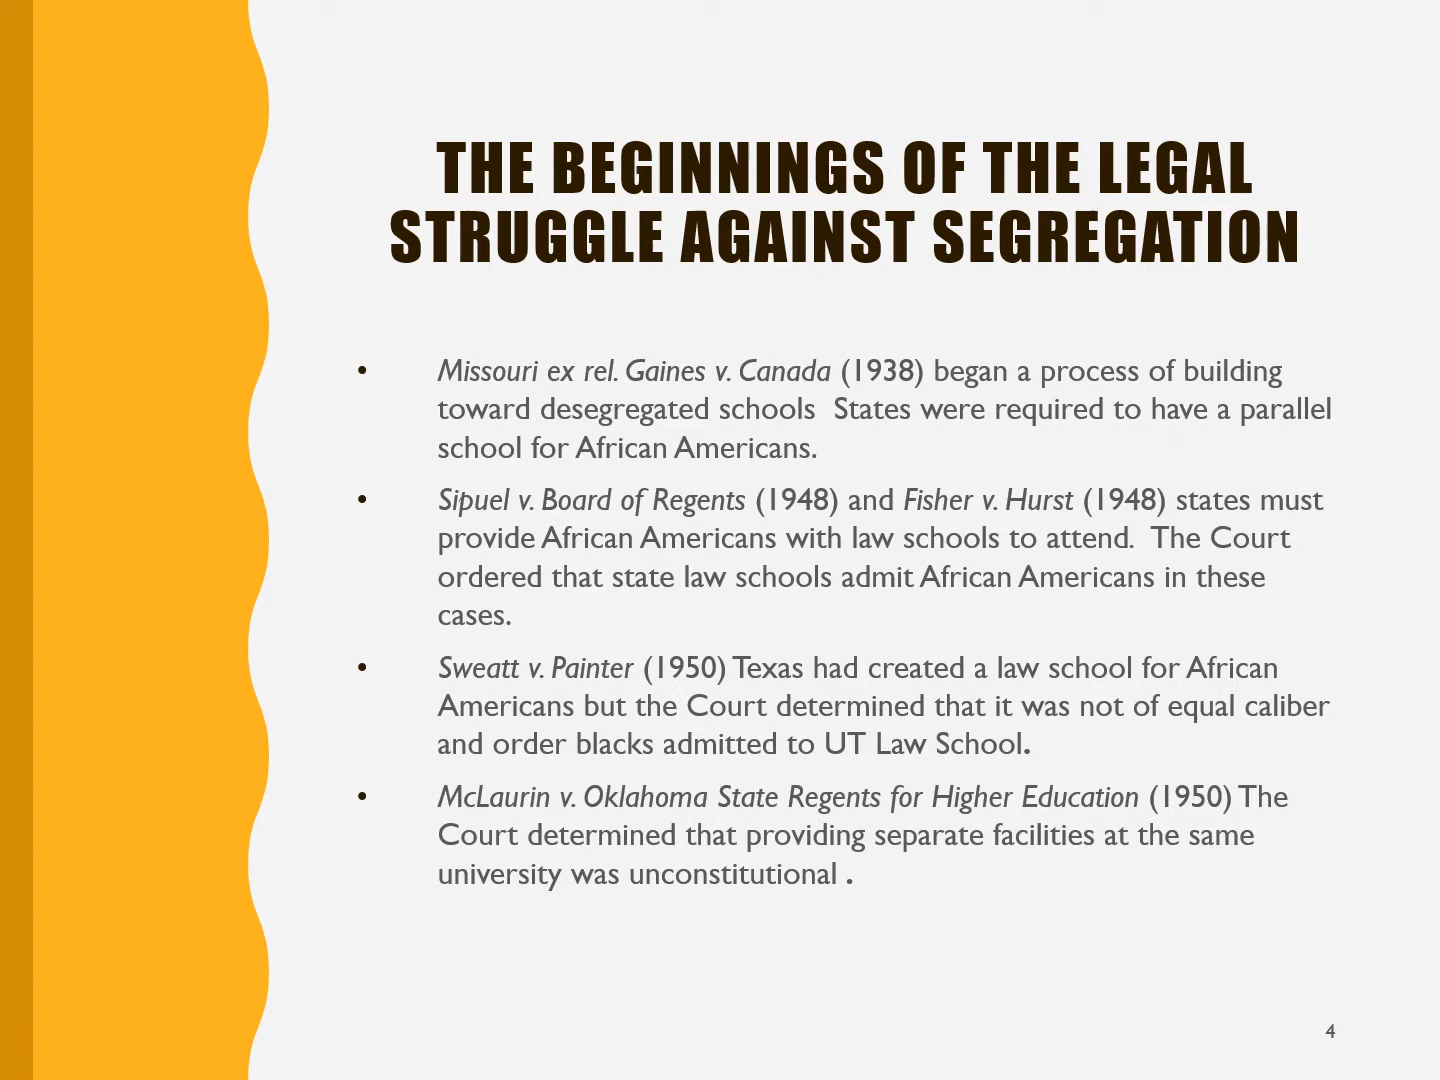 THE BEGINNINGS OF THE LEGAL
STRUGGLE AGAINST SEGREGATION
• Missouri ex rel. Gaines v. Canada (1938) began a process of building
toward desegregated schools  States were required to have a parallel
school for African Americans.
• Sipuel v. Board of Regents (1948) and Fisher v. Hurst (1948) states must
provide African Americans with law schools to attend.  The Court
ordered that state law schools admit African Americans in these
cases.
• Sweatt v. Painter (1950) Texas had created a law school for African
Americans but the Court determined that it was not of equal caliber
and order blacks admitted to UT Law School.
• McLaurin v. Oklahoma State Regents for Higher Education (1950) The
Court determined that providing separate facilities at the same
university was unconstitutional .
4